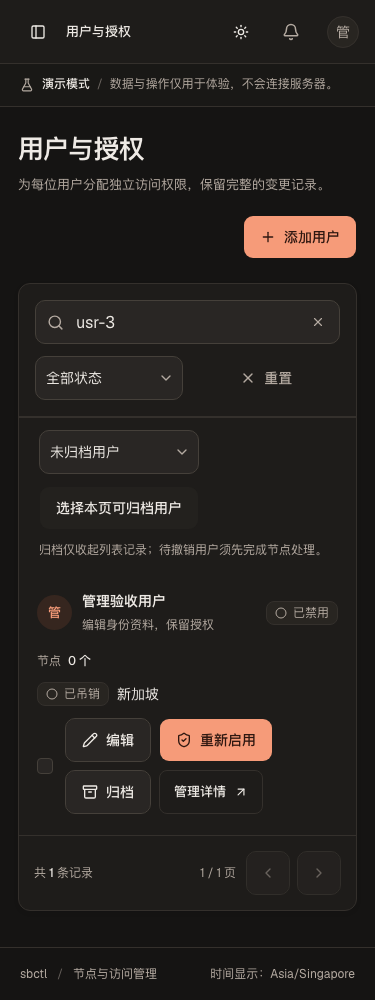 用户与授权
管
演示模式 / 数据与操作仅用于体验，不会连接服务器。
用户与授权
为每位用户分配独立访问权限，保留完整的变更记录。
添加用户
usr-3
全部状态
重置
未归档用户
选择本页可归档用户
归档仅收起列表记录；待撤销用户须先完成节点处理。
管
管理验收用户
已禁用
编辑身份资料，保留授权
节点 0 个
已吊销 新加坡
编辑 重新启用
归档 管理详情
共 1 条记录 1 / 1 页
sbctl / 节点与访问管理 时间显示：Asia/Singapore